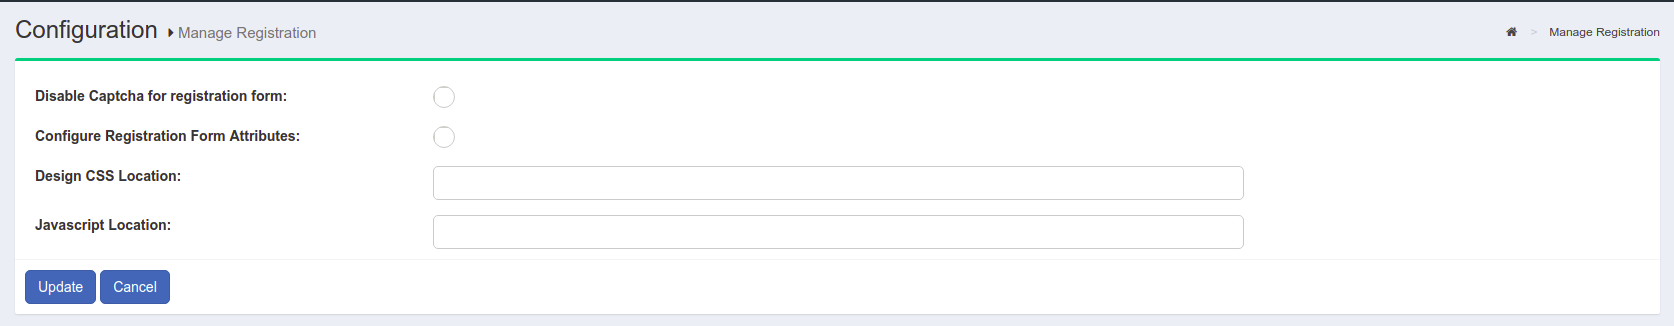 Configuration Manage Registration
> Manage Registration
Disable Captcha for registration form:
Configure Registration Form Attributes:
Design CSS Location:
Javascript Location:
Update Cancel